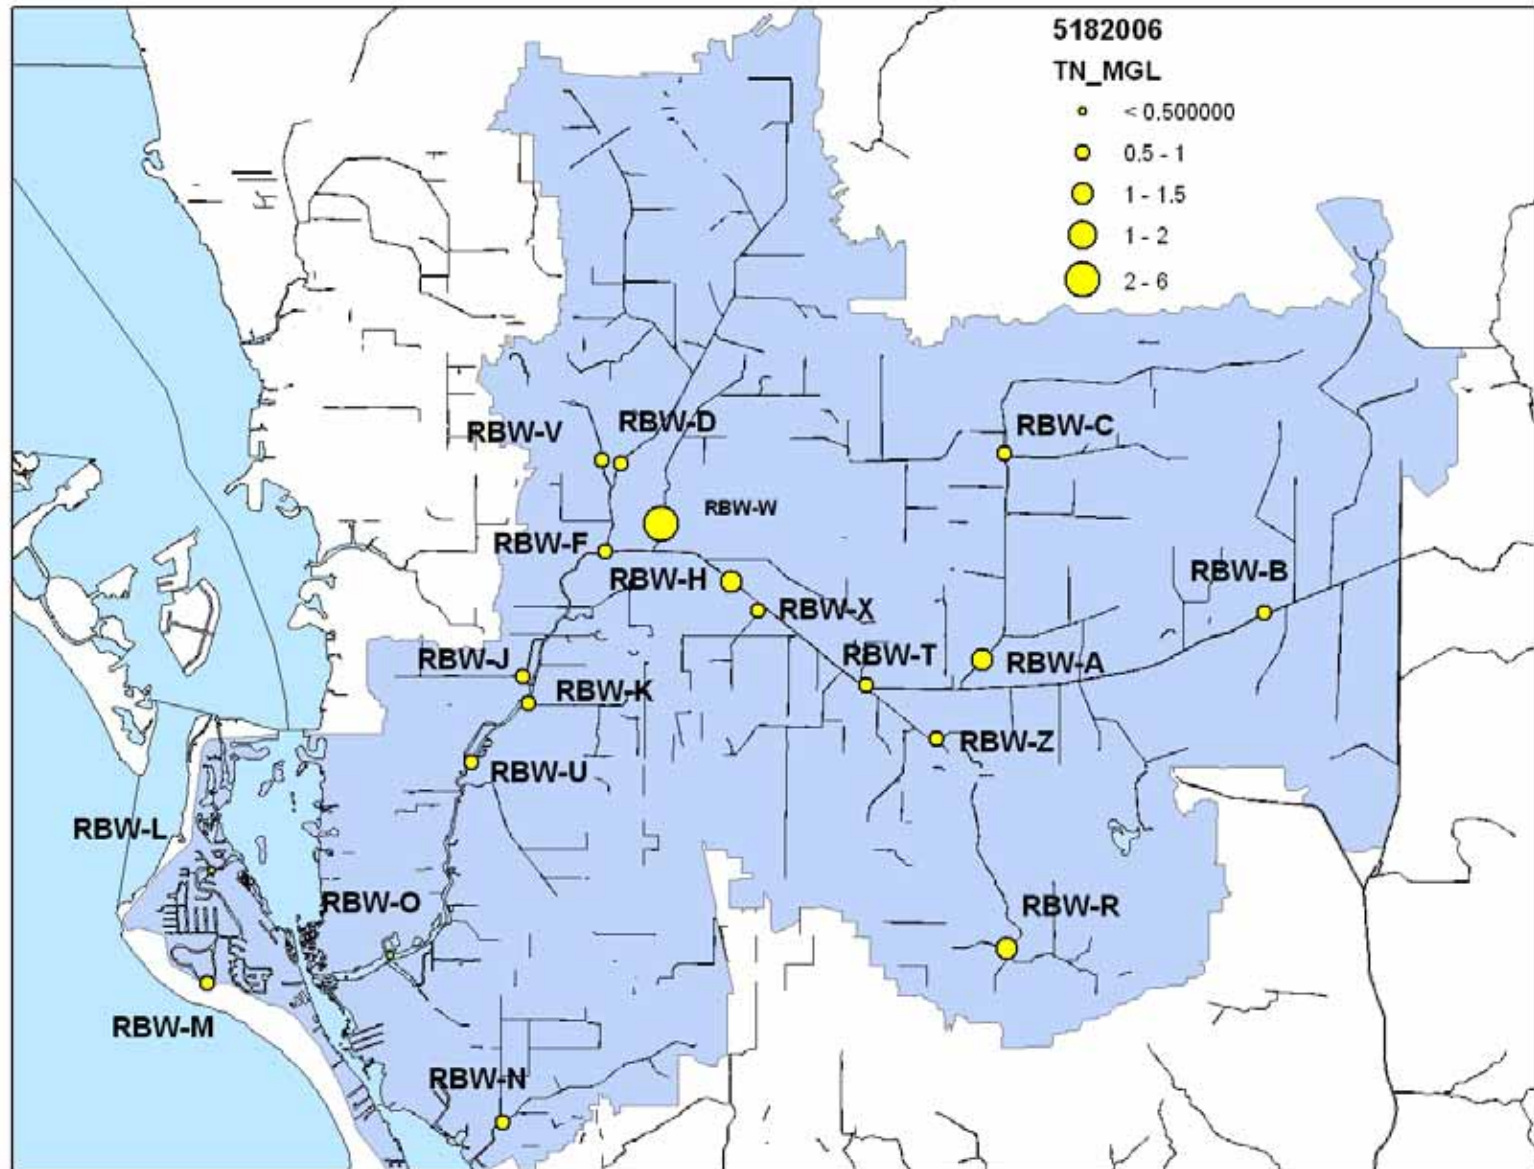 5182006
TN_MGL
< 0.500000
0.5 - 1
1 - 1.5
1 - 2
2 - 6
RBW-D
RBW-V
RBW-C
RBW-W
RBW-F
RBW-H
RBW-B
RBW-X
RBW-J
RBW-T
RBW-A
RBW-K
RBW-Z
RBW-U
RBW-L
RBW-O
RBW-R
RBW-M
RBW-N